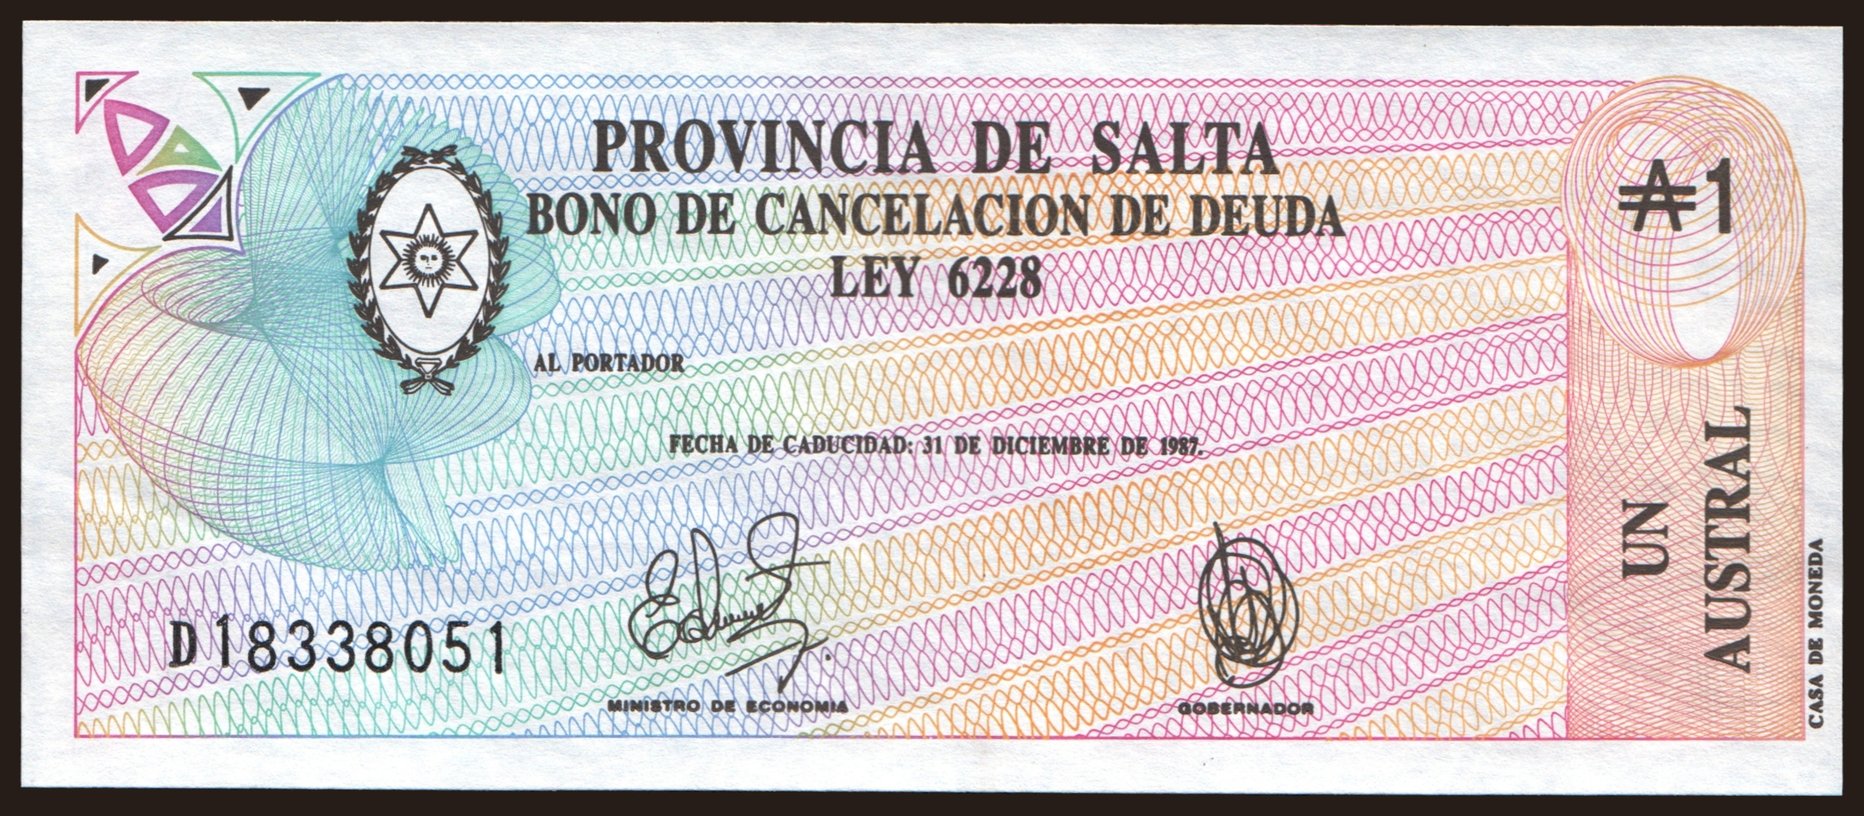 PROVINCIA DE SALTA
BONO DE CANCELACION DE DEUDA
LEY 6228
₳1
AL PORTADOR
FECHA DE CADUCIDAD: 31 DE DICIEMBRE DE 1987.
UN
AUSTRAL
D18338051
MINISTRO DE ECONOMIA
GOBERNADOR
CASA DE MONEDA